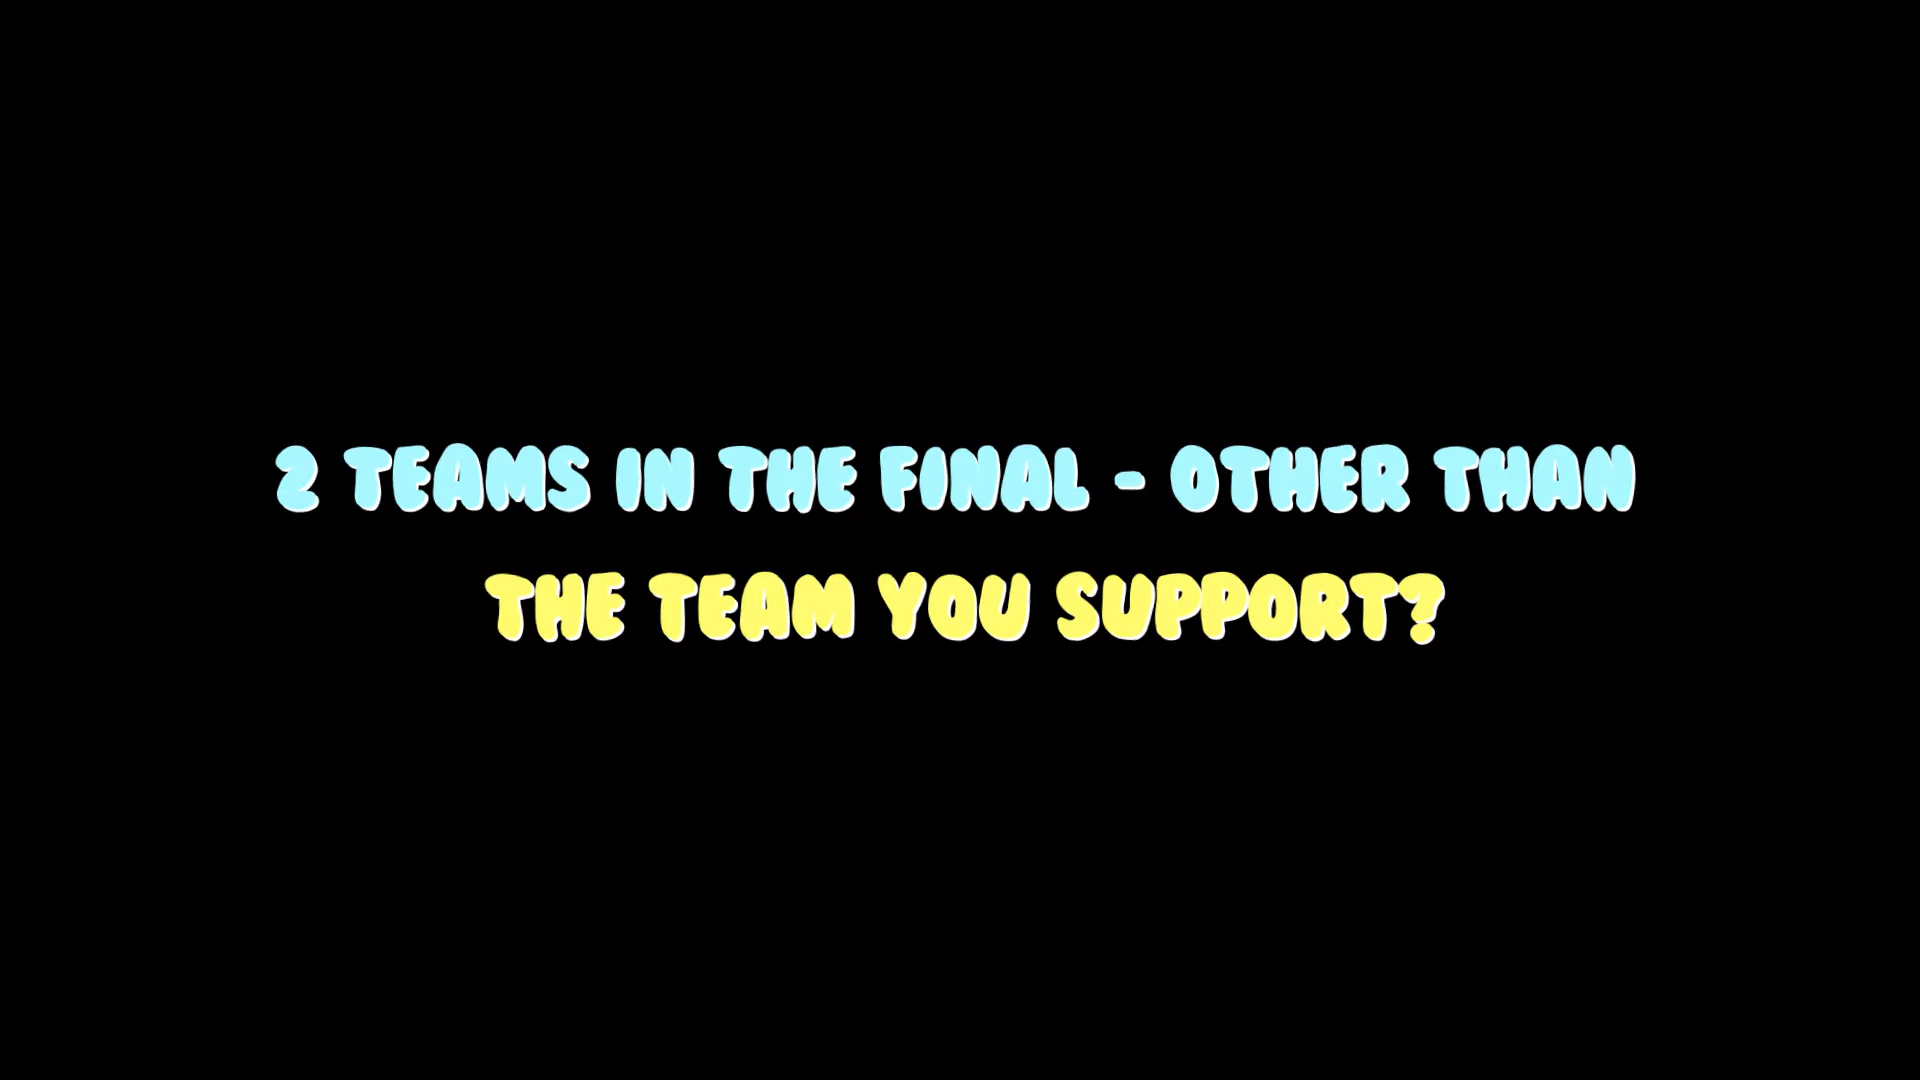 2 TEAMS IN THE FINAL - OTHER THAN
THE TEAM YOU SUPPORT?